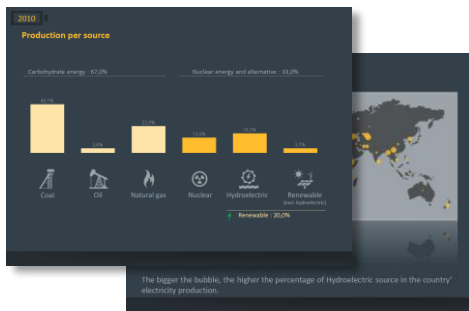 2010
Production per source
Carbohydrate energy : 67,0%
Nuclear energy and alternative : 33,0%
Coal
Oil
Natural gas
Nuclear
Hydroelectric
Renewable
(excl. hydroelectric)
Renewable : 20,0%
The bigger the bubble, the higher the percentage of Hydroelectric source in the country'
electricity production.